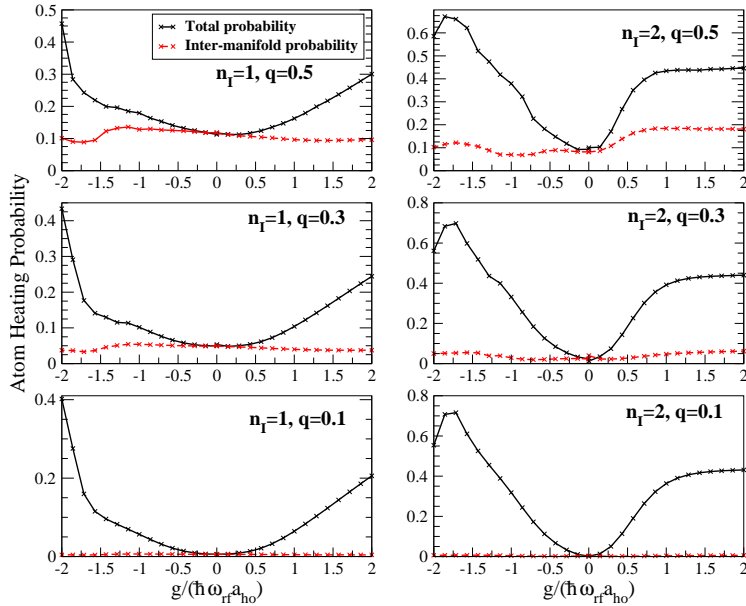 Atom Heating Probability
0.5
0.4
0.3
0.2
0.1
0
Total probability
Inter-manifold probability
n_I=1, q=0.5
-2 -1.5 -1 -0.5 0 0.5 1 1.5 2
0.7
0.6
0.5
0.4
0.3
0.2
0.1
0
n_I=2, q=0.5
-2 -1.5 -1 -0.5 0 0.5 1 1.5 2
0.4
0.3
0.2
0.1
0
n_I=1, q=0.3
-2 -1.5 -1 -0.5 0 0.5 1 1.5 2
0.8
0.6
0.4
0.2
0
n_I=2, q=0.3
-2 -1.5 -1 -0.5 0 0.5 1 1.5 2
0.4
0.2
0
n_I=1, q=0.1
-2 -1.5 -1 -0.5 0 0.5 1 1.5 2
g/(ħω_rf a_ho)
0.8
0.6
0.4
0.2
0
n_I=2, q=0.1
-2 -1.5 -1 -0.5 0 0.5 1 1.5 2
g/(ħω_rf a_ho)